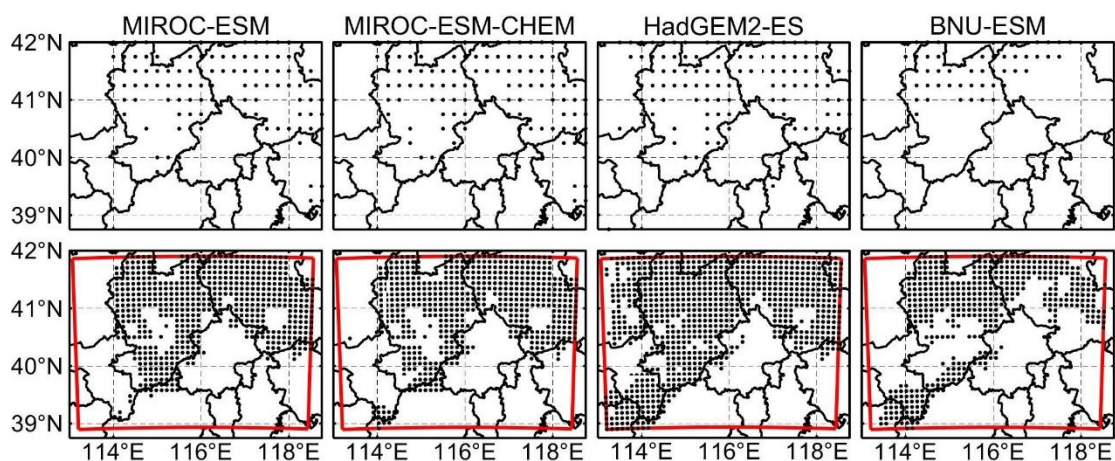 MIROC-ESM MIROC-ESM-CHEM HadGEM2-ES BNU-ESM
42°N
41°N
40°N
39°N
42°N
41°N
40°N
39°N
114°E 116°E 118°E 114°E 116°E 118°E 114°E 116°E 118°E 114°E 116°E 118°E